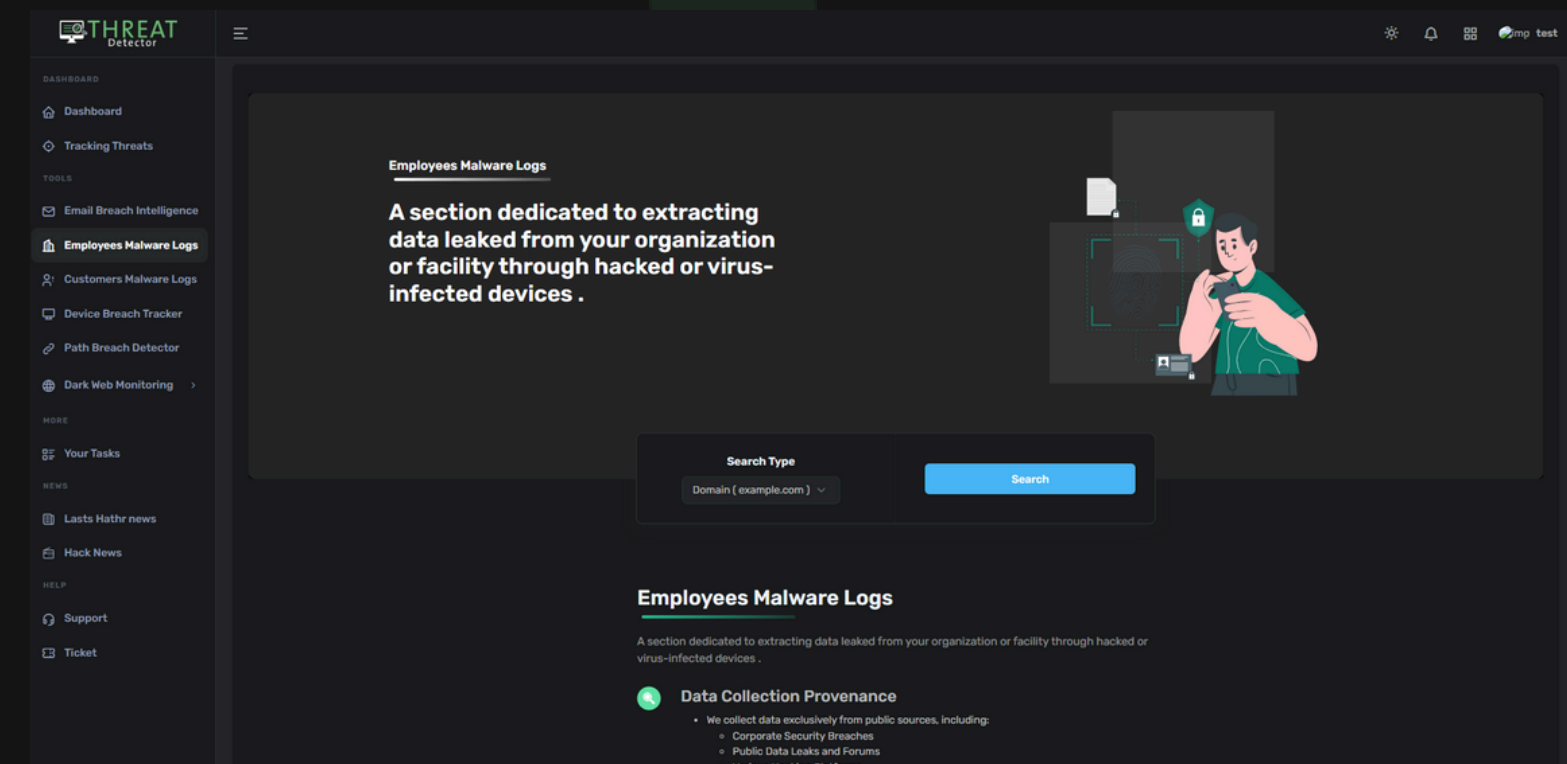 THREAT
Detector
imp test
DASHBOARD
Dashboard
Tracking Threats
TOOLS
Email Breach Intelligence
Employees Malware Logs
Customers Malware Logs
Device Breach Tracker
Path Breach Detector
Dark Web Monitoring
MORE
Your Tasks
NEWS
Lasts Hathr news
Hack News
HELP
Support
Ticket
Employees Malware Logs
A section dedicated to extracting
data leaked from your organization
or facility through hacked or virus-
infected devices .
Search Type
Domain ( example.com )
Search
Employees Malware Logs
A section dedicated to extracting data leaked from your organization or facility through hacked or
virus-infected devices .
Data Collection Provenance
• We collect data exclusively from public sources, including:
◦ Corporate Security Breaches
◦ Public Data Leaks and Forums